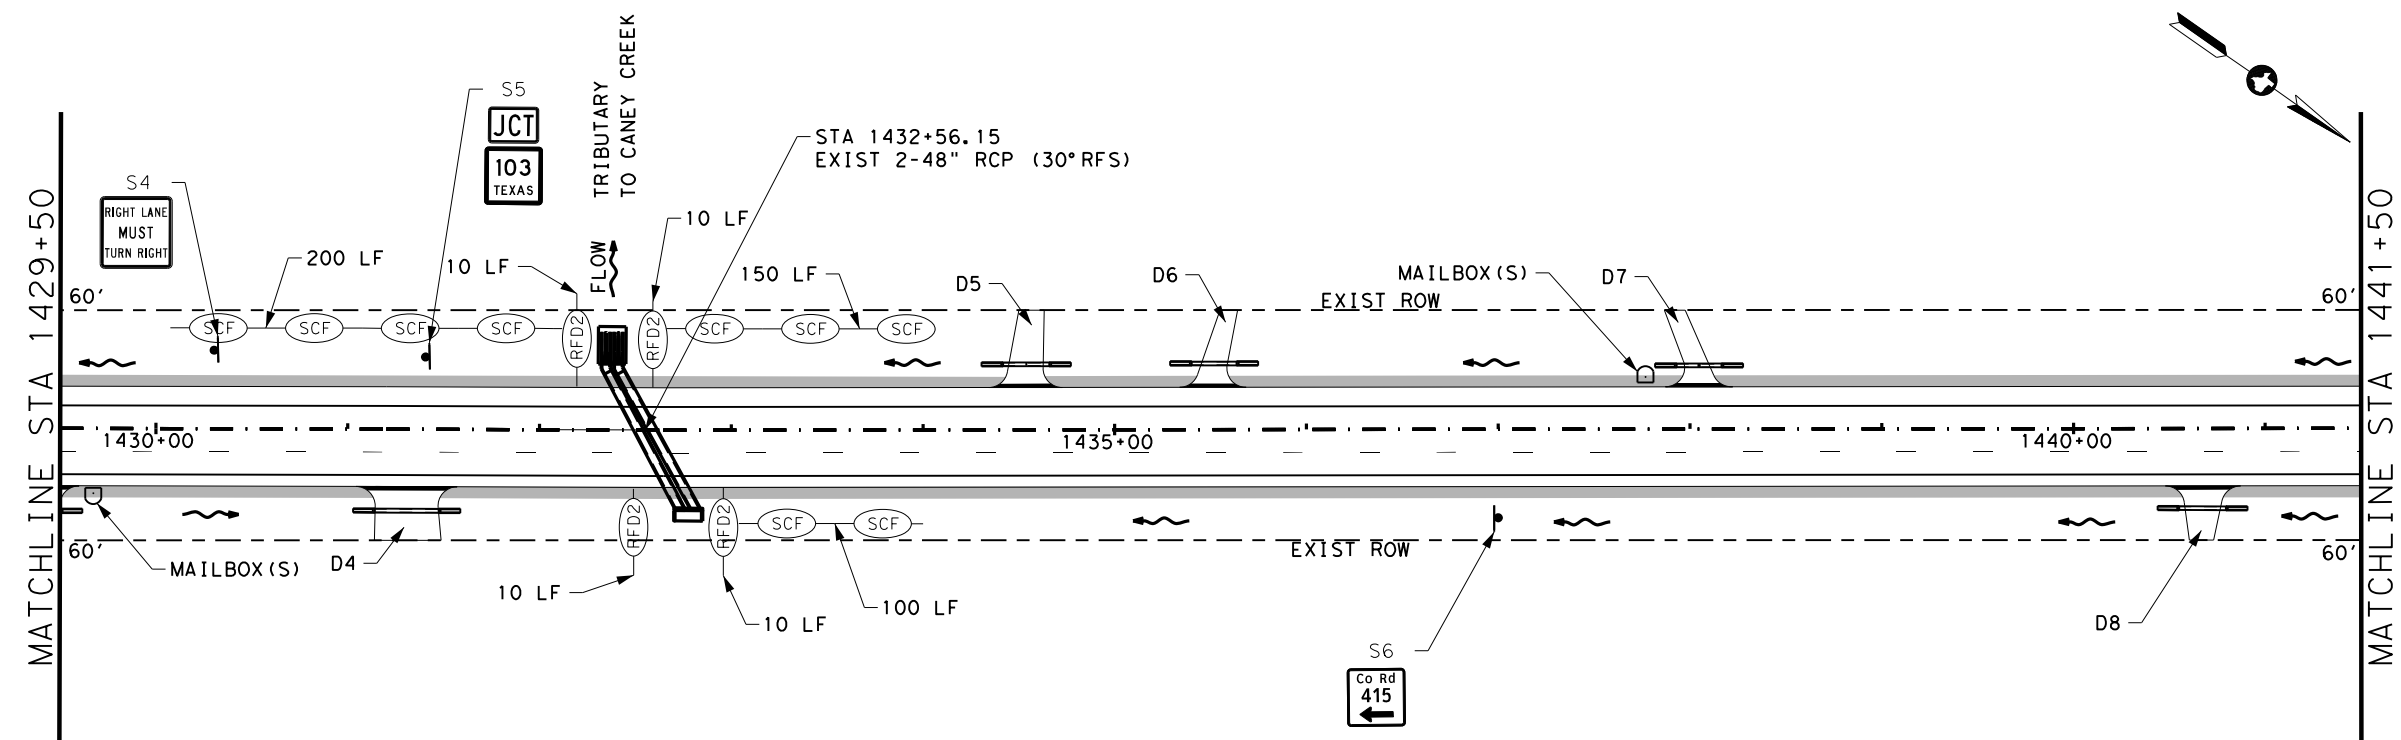 MATCHLINE STA 1429+50
S4
RIGHT LANE
MUST
TURN RIGHT
S5
JCT
103
TEXAS
TRIBUTARY
TO CANEY CREEK
FLOW
STA 1432+56.15
EXIST 2-48" RCP (30° RFS)
200 LF
10 LF
10 LF
150 LF
D5
D6
MAILBOX(S)
D7
EXIST ROW
60'
60'
SCF
SCF
SCF
SCF
RFD2
RFD2
SCF
SCF
SCF
1430+00
1435+00
1440+00
RFD2
RFD2
SCF
SCF
60'
60'
EXIST ROW
MAILBOX(S)
D4
10 LF
10 LF
100 LF
S6
Co Rd
415
D8
MATCHLINE STA 1441+50